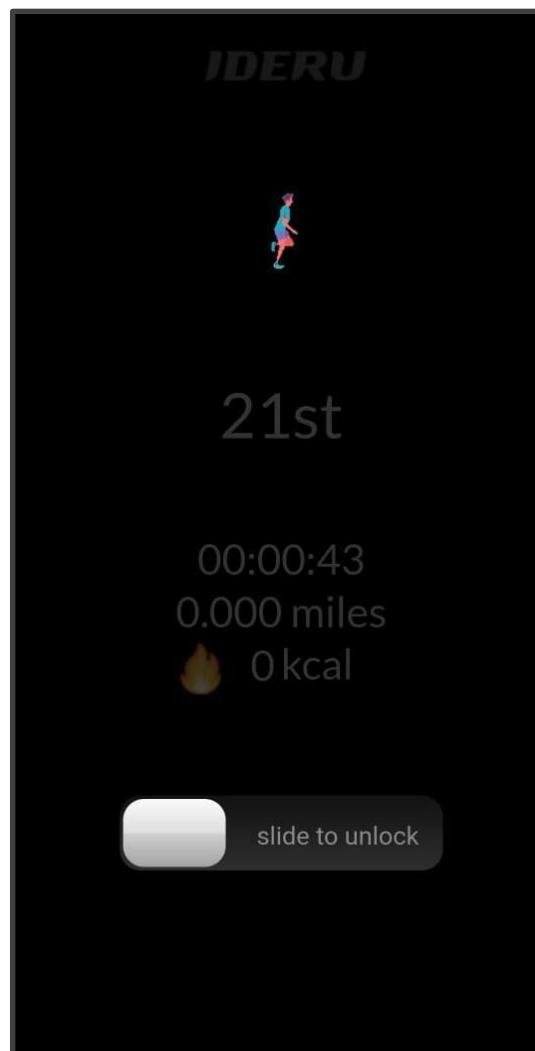 IDERU
21st
00:00:43
0.000 miles
0 kcal
slide to unlock